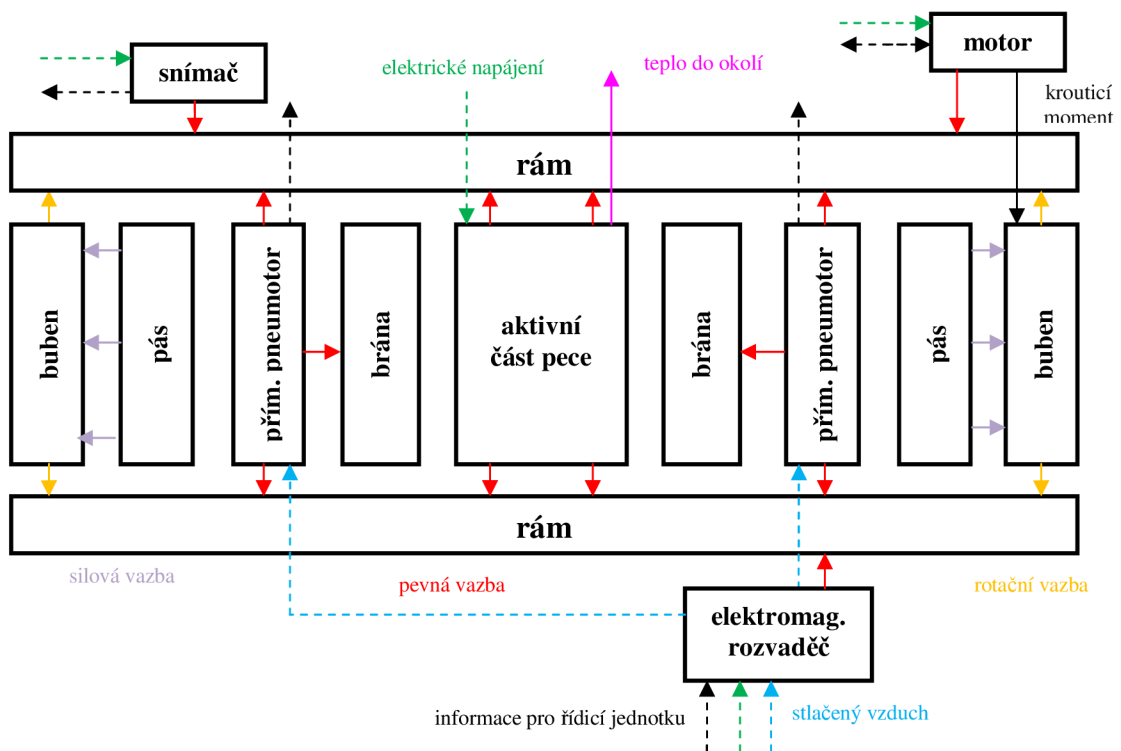 motor
snímač
elektrické napájení
teplo do okolí
krouticí
moment
rám
buben
pás
přím. pneumotor
brána
aktivní
část pece
brána
přím. pneumotor
pás
buben
rám
silová vazba
pevná vazba
rotační vazba
elektromag.
rozvaděč
informace pro řídicí jednotku
stlačený vzduch